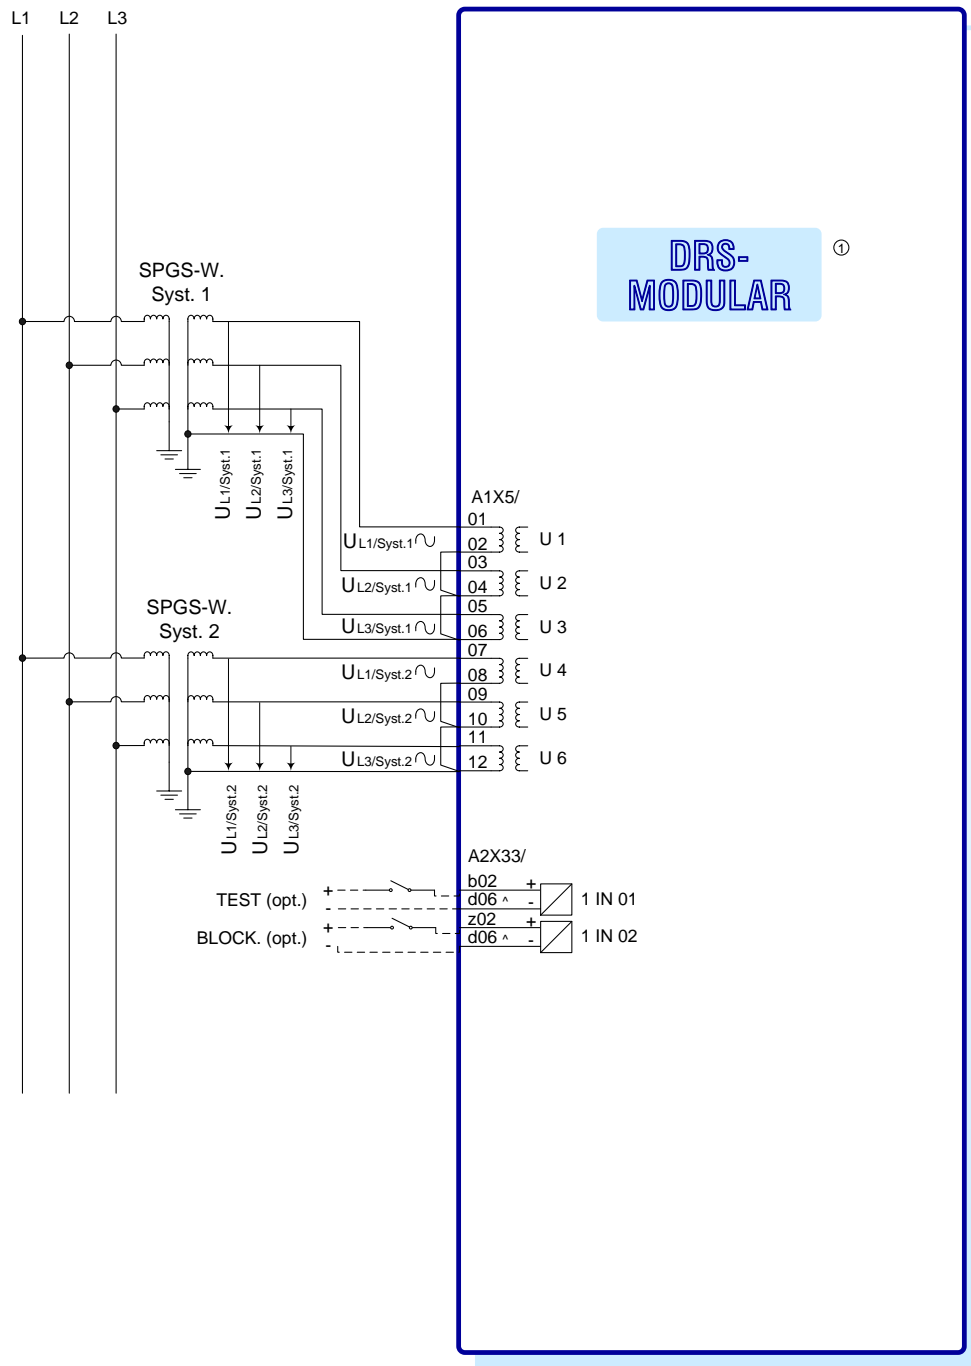 L1 L2 L3
DRS-
MODULAR
①
SPGS-W.
Syst. 1
UL1/Syst.1
UL2/Syst.1
UL3/Syst.1
A1X5/
01
UL1/Syst.1
02
U 1
03
UL2/Syst.1
04
U 2
05
UL3/Syst.1
06
U 3
SPGS-W.
Syst. 2
07
UL1/Syst.2
08
U 4
09
UL2/Syst.2
10
U 5
11
UL3/Syst.2
12
U 6
UL1/Syst.2
UL2/Syst.2
UL3/Syst.2
A2X33/
TEST (opt.)
+
-
b02 +
d06 ^ -
1 IN 01
BLOCK. (opt.)
+
-
z02 +
d06 ^ -
1 IN 02